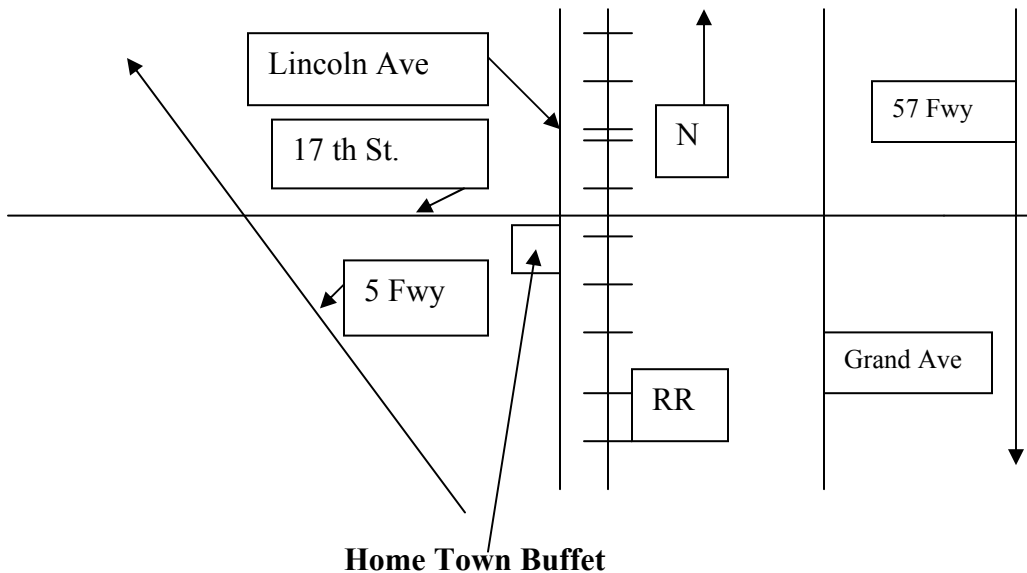 Lincoln Ave
57 Fwy
N
17 th St.
5 Fwy
Grand Ave
RR
Home Town Buffet